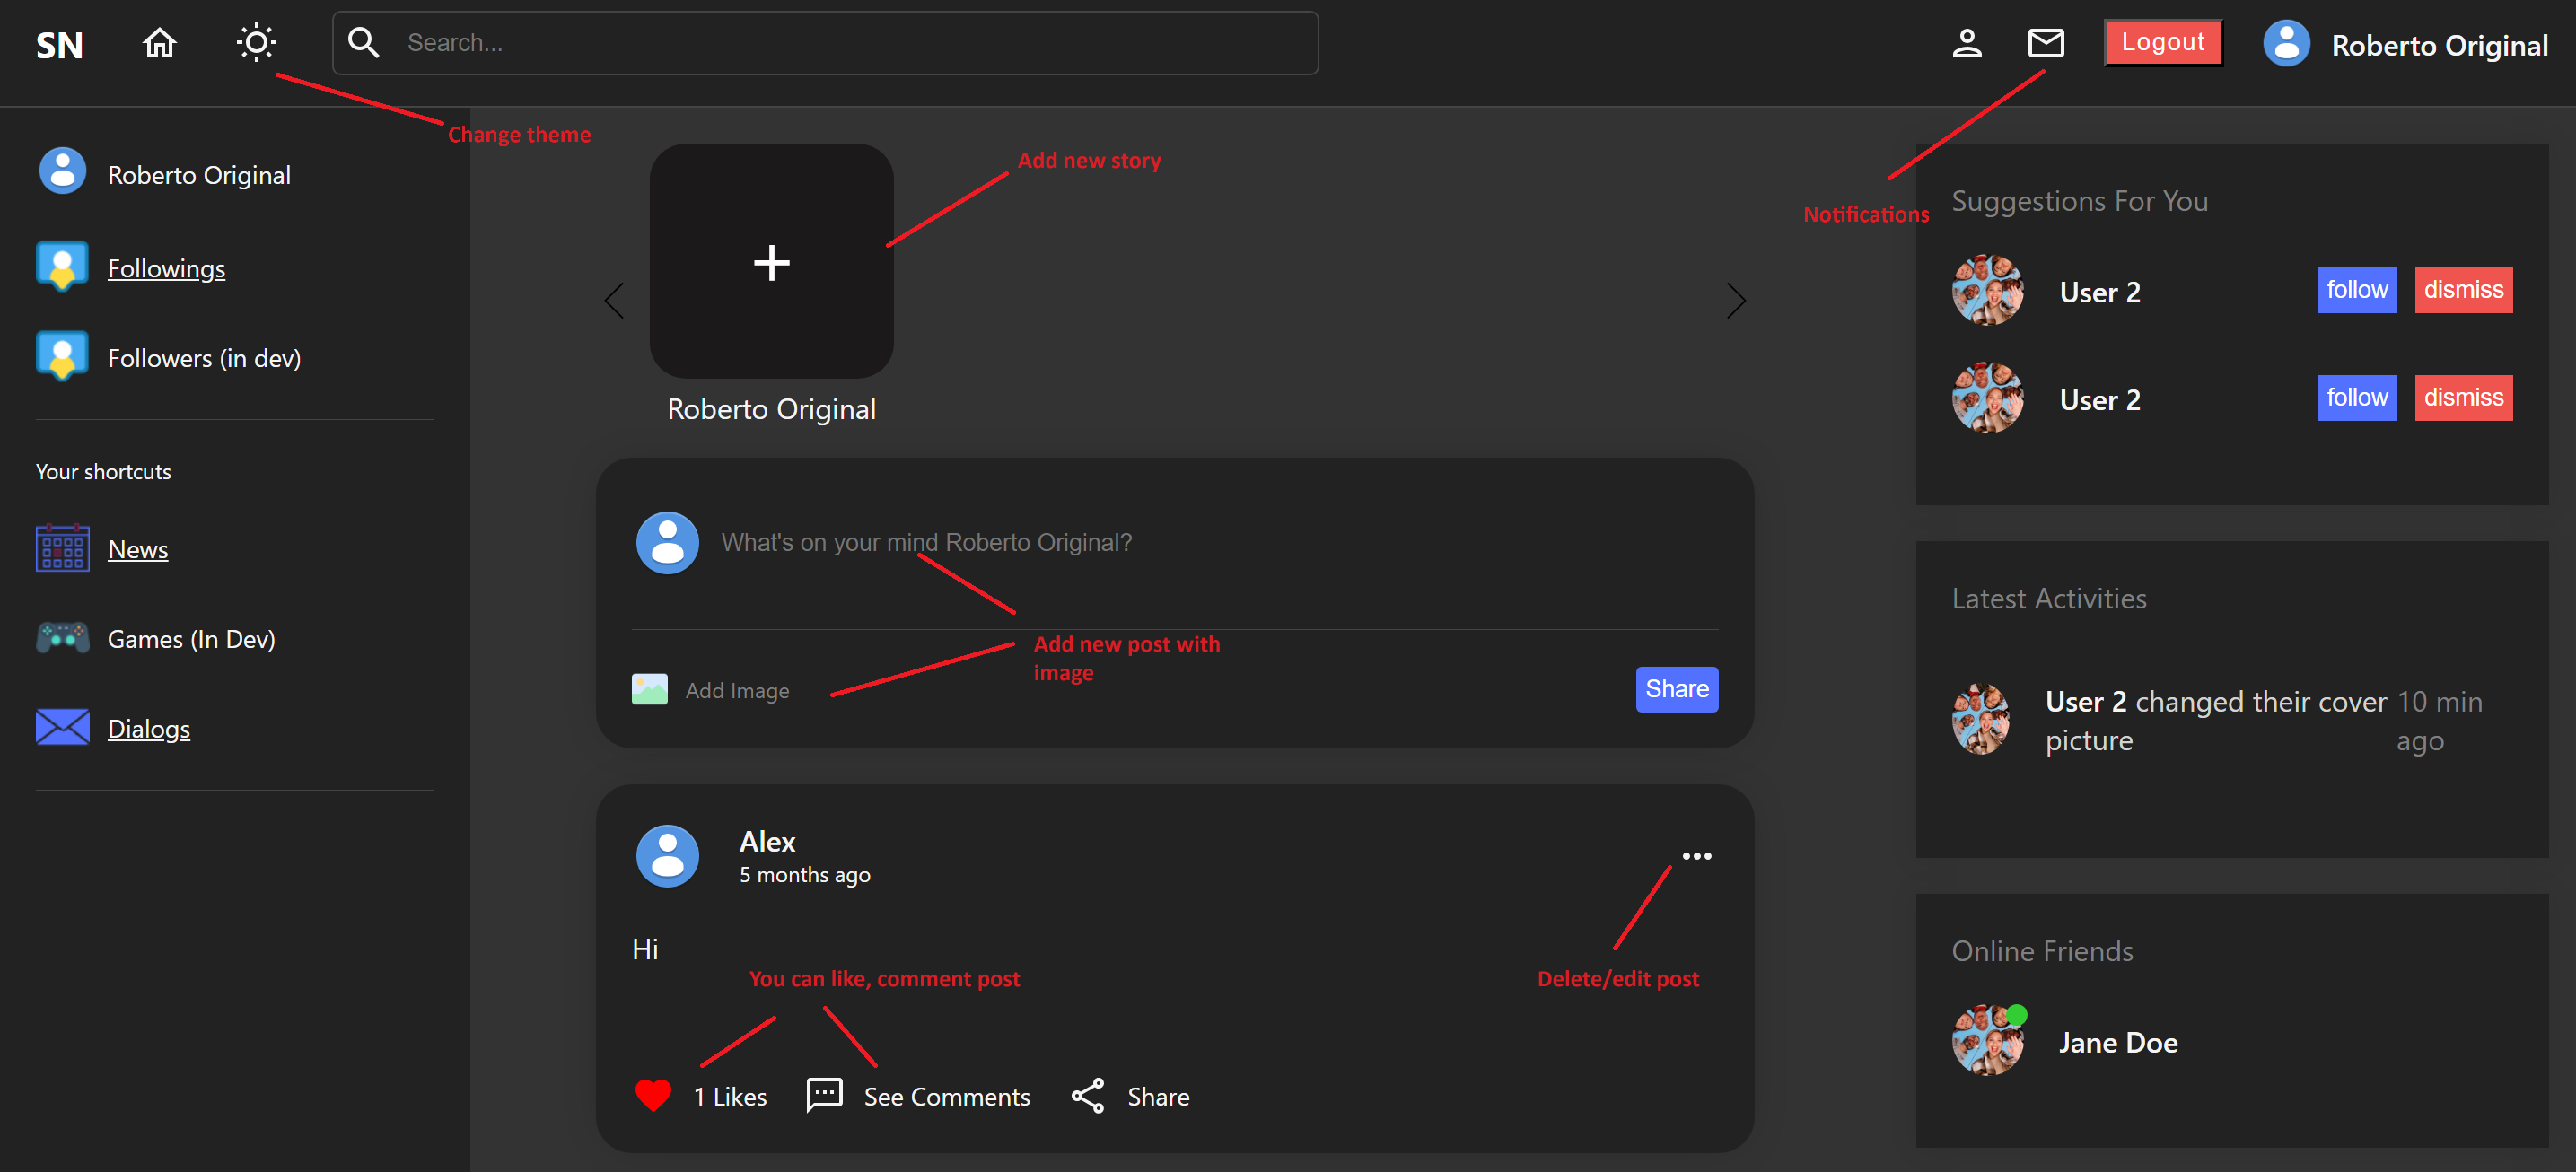 SN
Search...
Logout
Roberto Original
Change theme
Roberto Original
Followings
Followers (in dev)
Your shortcuts
News
Games (In Dev)
Dialogs
Add new story
Roberto Original
What's on your mind Roberto Original?
Add new post with
image
Add Image
Share
Alex
5 months ago
Hi
You can like, comment post
Delete/edit post
1 Likes
See Comments
Share
Notifications
Suggestions For You
User 2
follow
dismiss
User 2
follow
dismiss
Latest Activities
User 2 changed their cover
picture
10 min
ago
Online Friends
Jane Doe